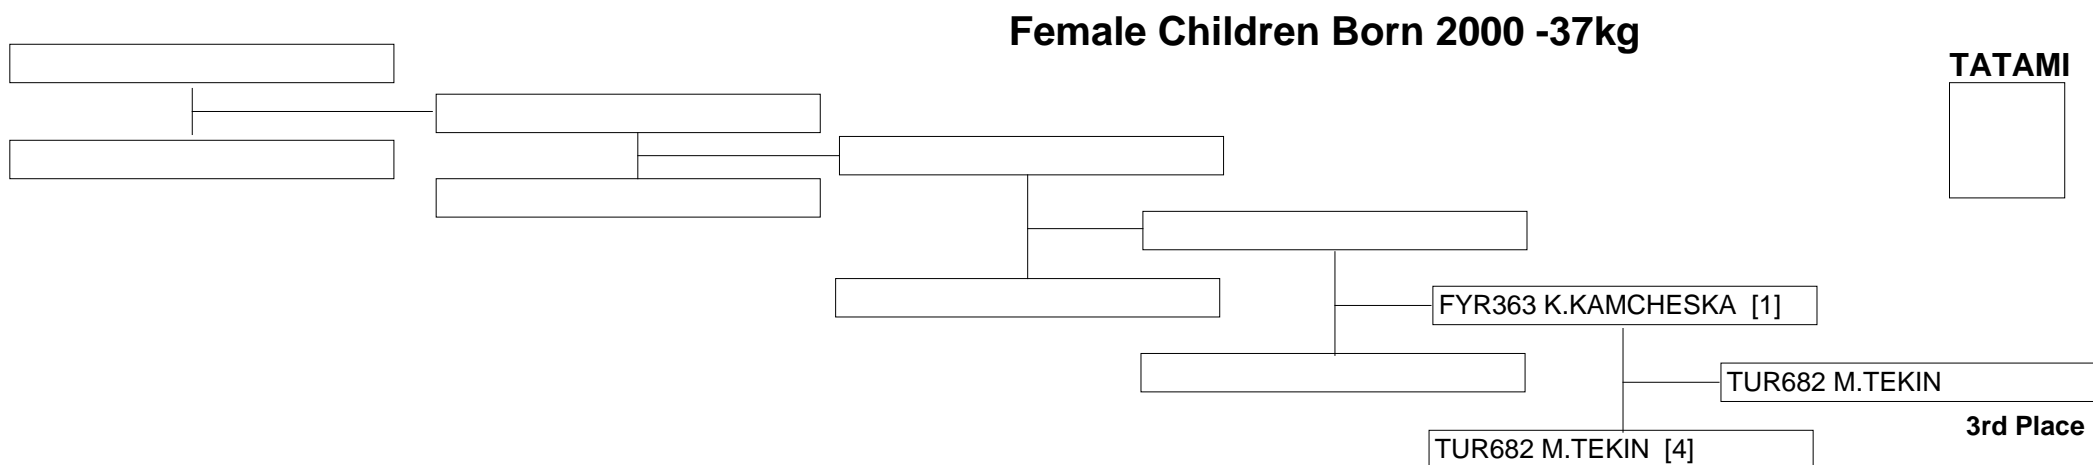 Female Children Born 2000 -37kg
TATAMI
FYR363 K.KAMCHESKA [1]
TUR682 M.TEKIN
3rd Place
TUR682 M.TEKIN [4]